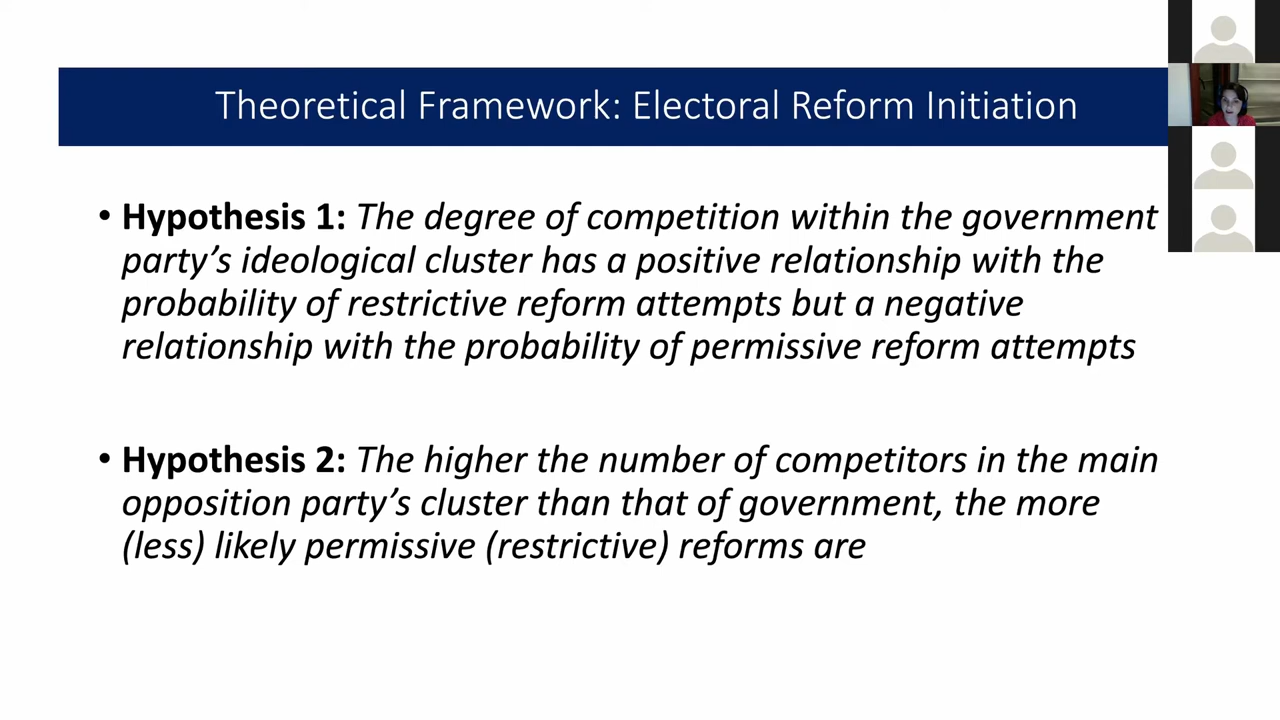 Theoretical Framework: Electoral Reform Initiation
• Hypothesis 1: The degree of competition within the government
party’s ideological cluster has a positive relationship with the
probability of restrictive reform attempts but a negative
relationship with the probability of permissive reform attempts
• Hypothesis 2: The higher the number of competitors in the main
opposition party’s cluster than that of government, the more
(less) likely permissive (restrictive) reforms are